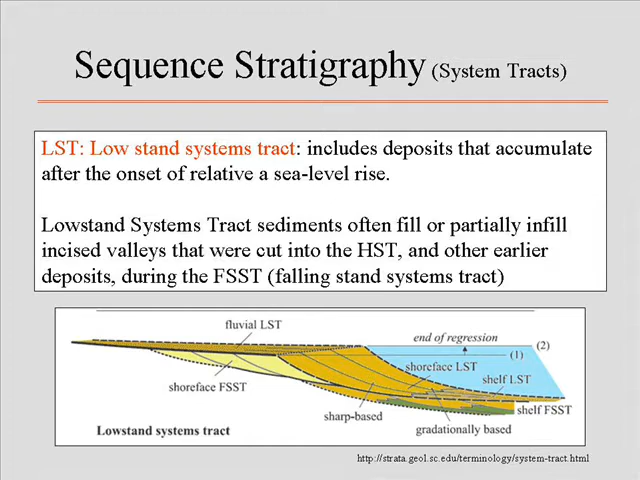 Sequence Stratigraphy (System Tracts)
LST: Low stand systems tract: includes deposits that accumulate
after the onset of relative a sea-level rise.
Lowstand Systems Tract sediments often fill or partially infill
incised valleys that were cut into the HST, and other earlier
deposits, during the FSST (falling stand systems tract)
fluvial LST
end of regression
(2)
(1)
shoreface LST
shoreface FSST
shelf LST
sharp-based
shelf FSST
gradationally based
Lowstand systems tract
http://strata.geol.sc.edu/terminology/system-tract.html